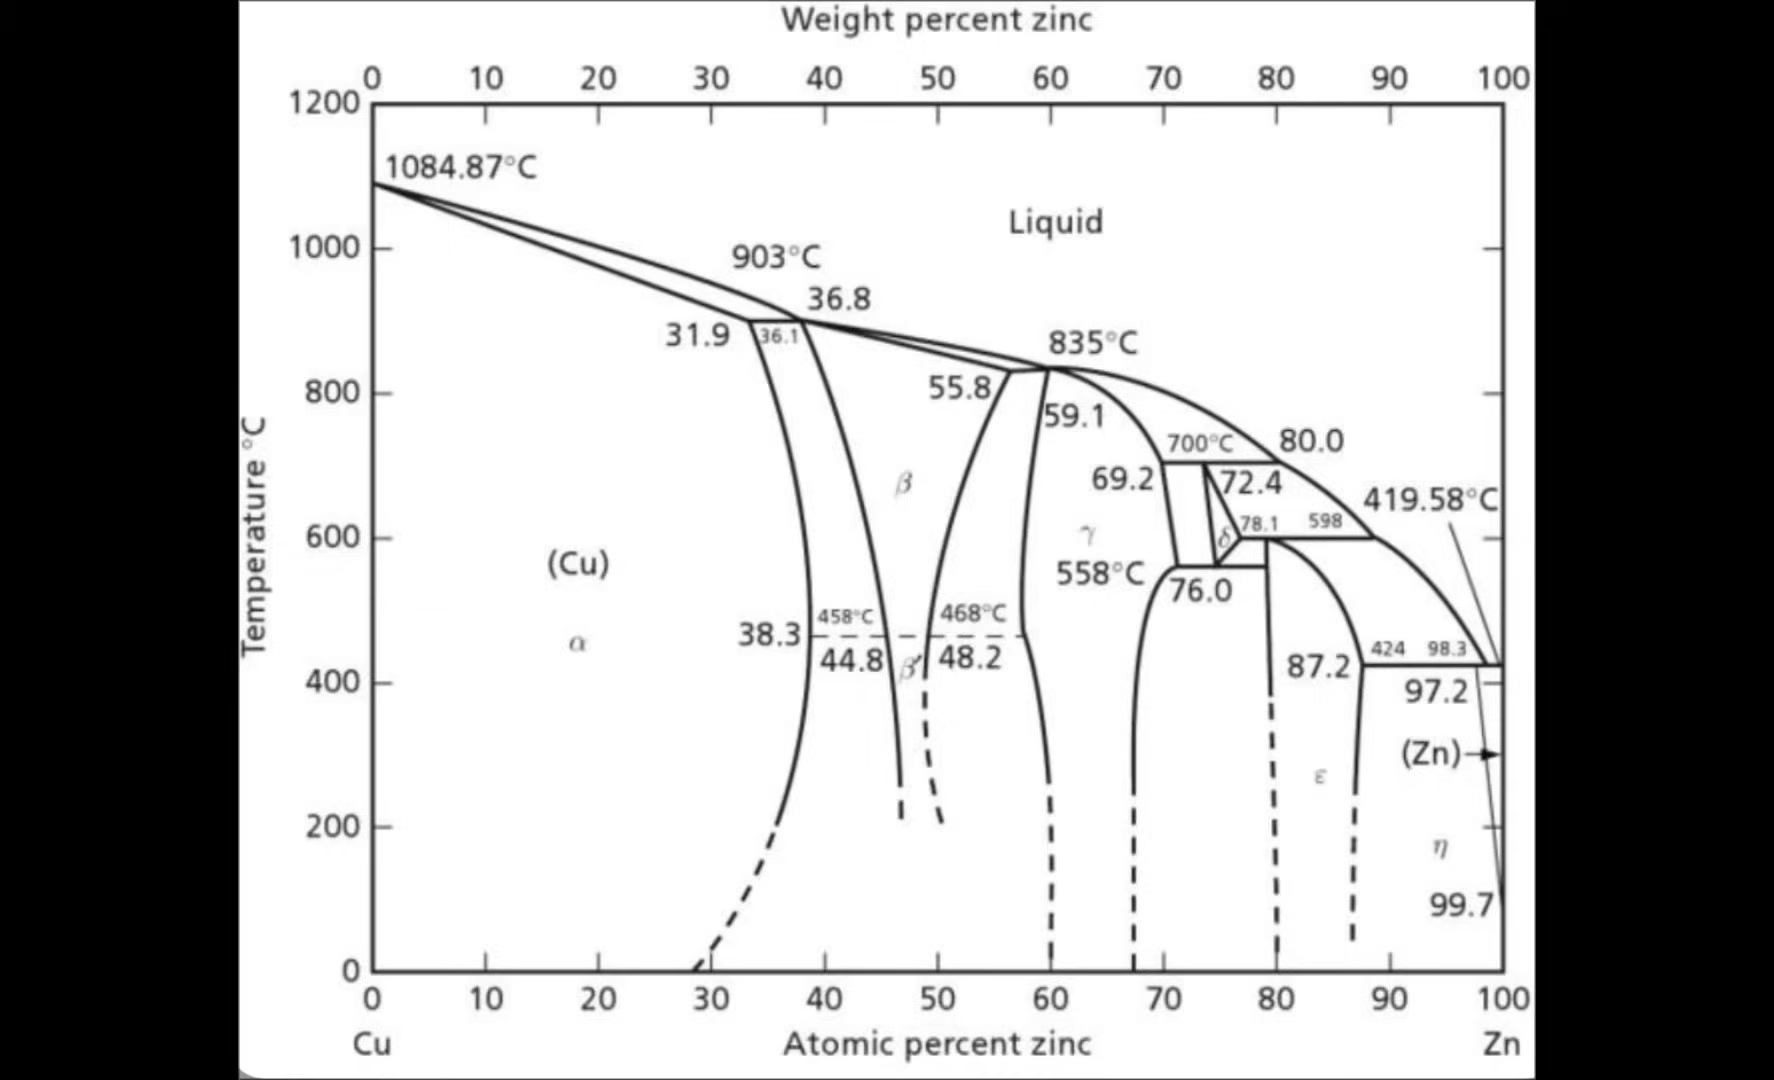 Weight percent zinc
0 10 20 30 40 50 60 70 80 90 100
1200
1084.87°C
Liquid
1000
903°C
36.8
31.9
36.1
835°C
800
55.8
59.1
700°C
80.0
69.2
72.4
419.58°C
β
78.1
598
600
γ
δ
(Cu)
558°C
76.0
458°C
468°C
38.3
α
44.8
β′
48.2
424
98.3
87.2
400
97.2
(Zn)
ε
200
η
99.7
0
Temperature °C
0 10 20 30 40 50 60 70 80 90 100
Cu
Atomic percent zinc
Zn